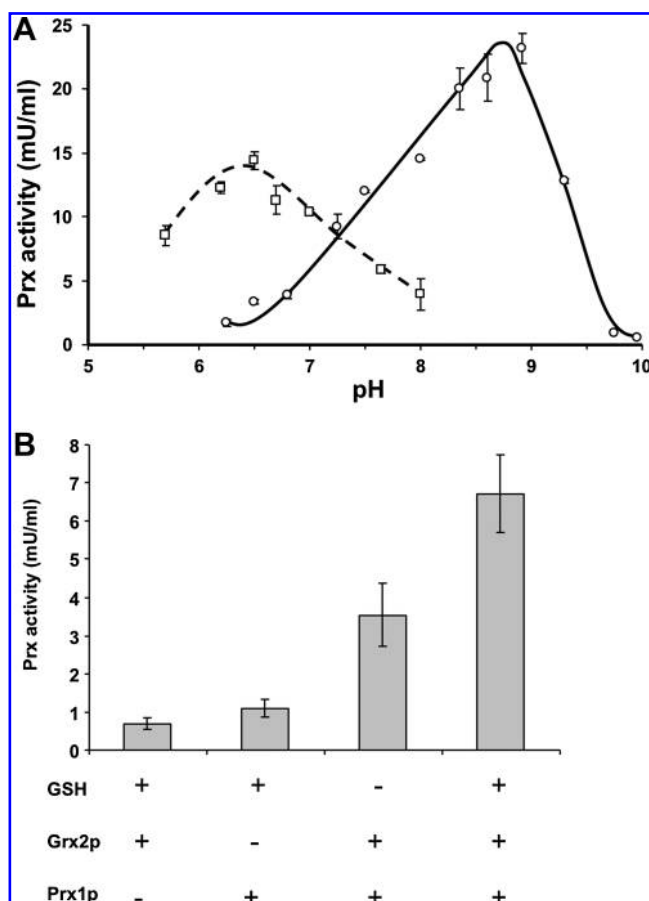 A
Prx activity (mU/ml)
25
20
15
10
5
0
5 6 7 8 9 10
pH
B
Prx activity (mU/ml)
8
7
6
5
4
3
2
1
0
GSH + + - +
Grx2p + - + +
Prx1p - + + +